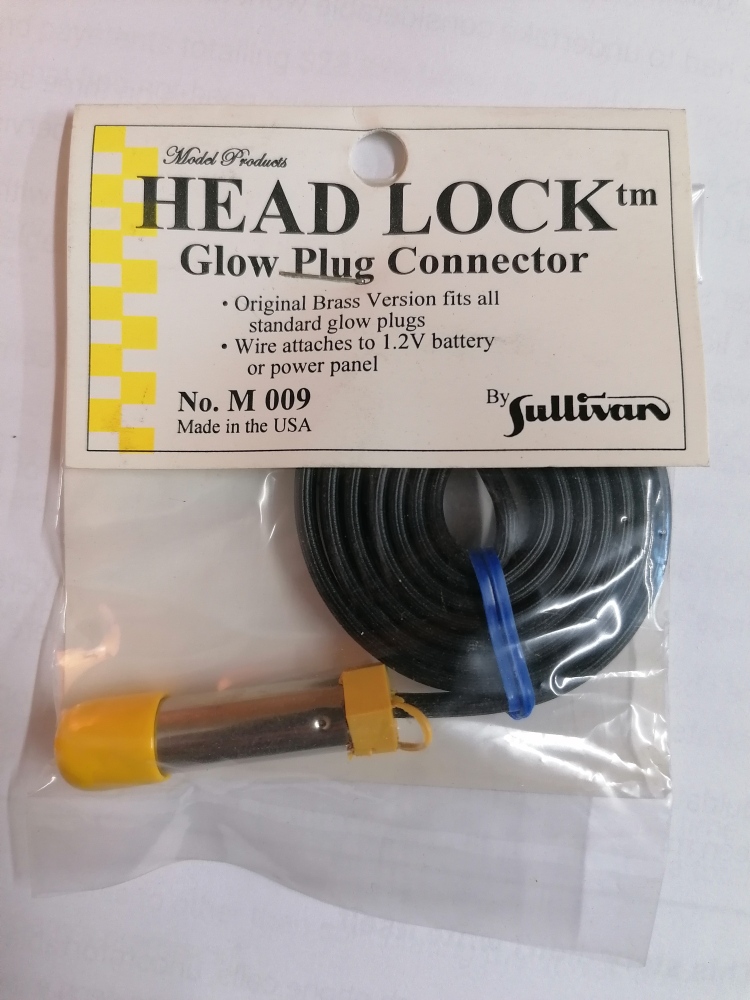 Model Products
HEAD LOCK™
Glow Plug Connector
• Original Brass Version fits all
standard glow plugs
• Wire attaches to 1.2V battery
or power panel
No. M 009
Made in the USA
By Sullivan